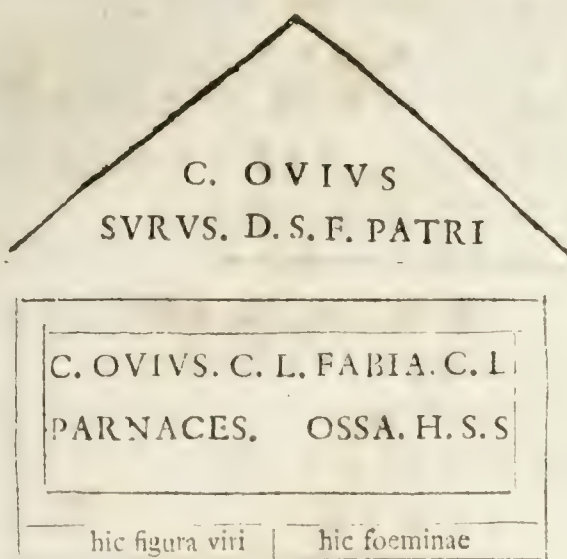 C. OVIVS
SVRVS. D. S. F. PATRI
C. OVIVS. C. L. FABIA. C. L
PARNACES. OSSA. H. S. S
hic figura viri | hic foeminae